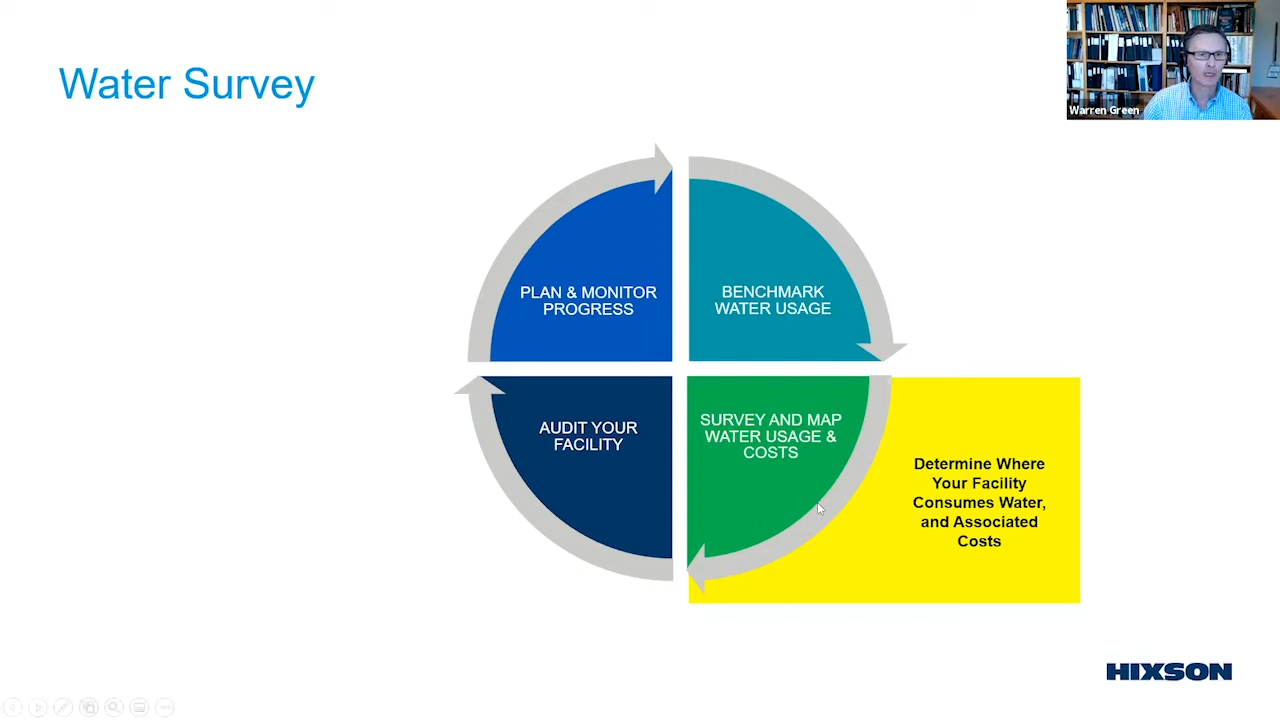 Water Survey
Warren Green
PLAN & MONITOR
PROGRESS
BENCHMARK
WATER USAGE
AUDIT YOUR
FACILITY
SURVEY AND MAP
WATER USAGE &
COSTS
Determine Where
Your Facility
Consumes Water,
and Associated
Costs
HIXSON